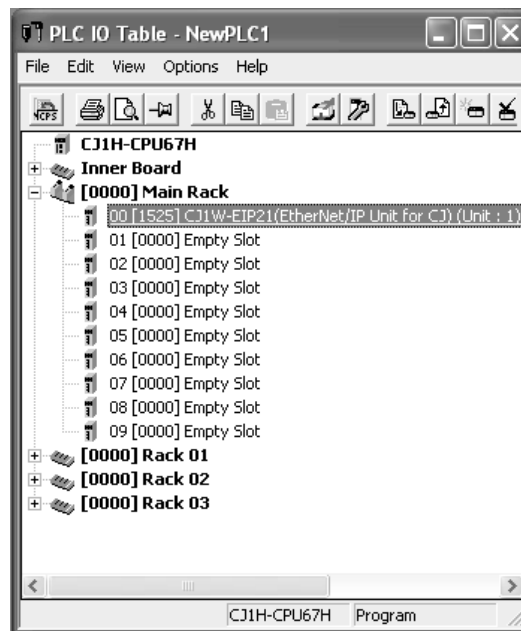 PLC IO Table - NewPLC1
File Edit View Options Help
CPS
CJ1H-CPU67H
Inner Board
[0000] Main Rack
00 [1525] CJ1W-EIP21(EtherNet/IP Unit for CJ) (Unit : 1)
01 [0000] Empty Slot
02 [0000] Empty Slot
03 [0000] Empty Slot
04 [0000] Empty Slot
05 [0000] Empty Slot
06 [0000] Empty Slot
07 [0000] Empty Slot
08 [0000] Empty Slot
09 [0000] Empty Slot
[0000] Rack 01
[0000] Rack 02
[0000] Rack 03
CJ1H-CPU67H Program